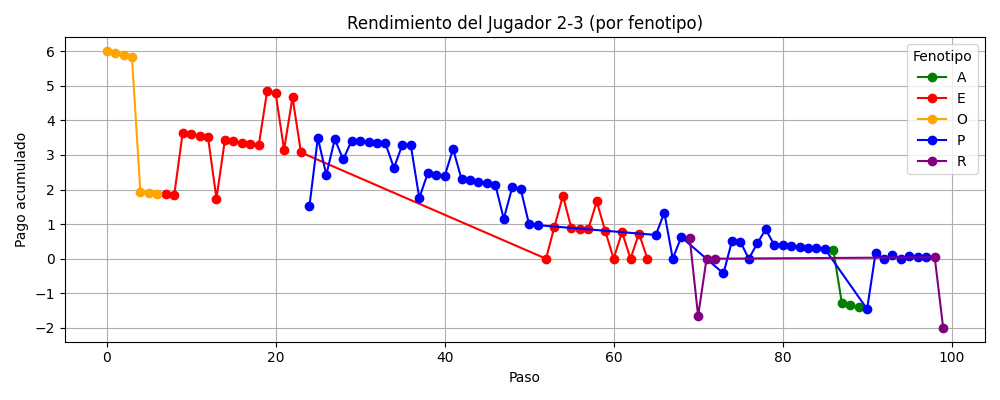 Rendimiento del Jugador 2-3 (por fenotipo)
Pago acumulado
6
5
4
3
2
1
0
−1
−2
Fenotipo
A
E
O
P
R
0 20 40 60 80 100
Paso